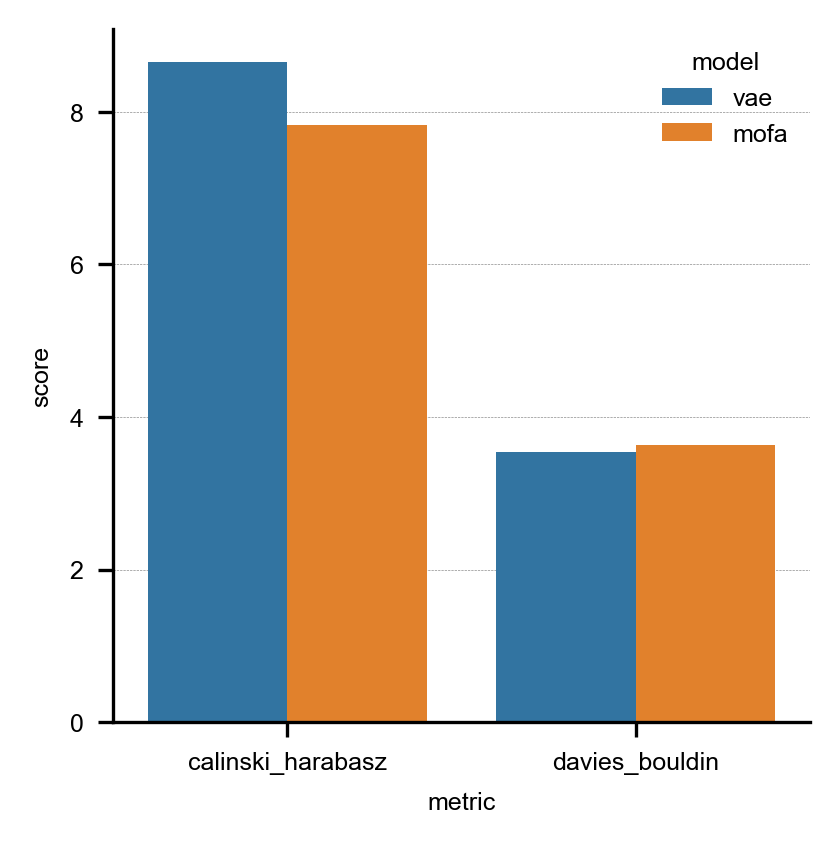 model
vae
mofa
8
6
4
2
0
score
calinski_harabasz
davies_bouldin
metric